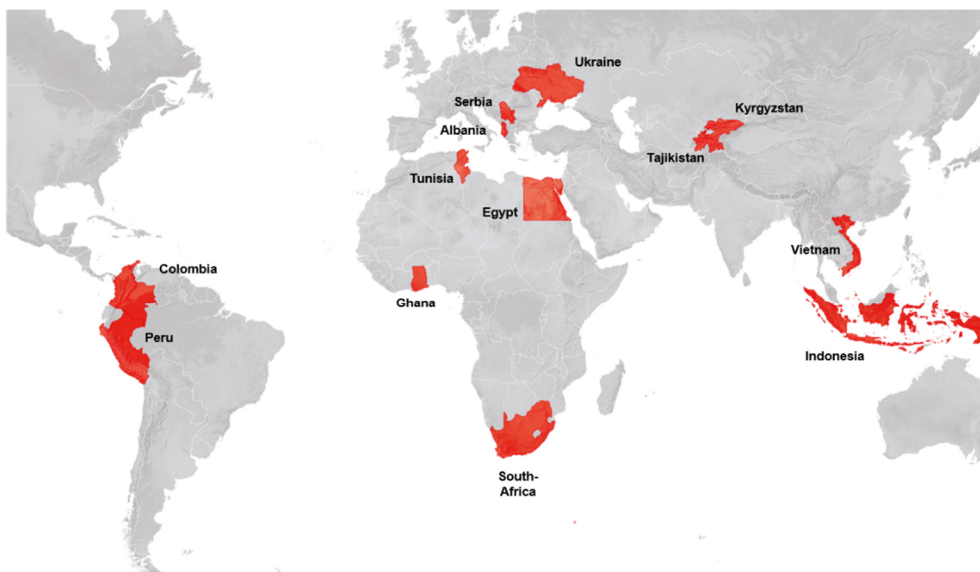 Ukraine
Serbia
Kyrgyzstan
Albania
Tajikistan
Tunisia
Egypt
Vietnam
Colombia
Ghana
Peru
Indonesia
South-
Africa